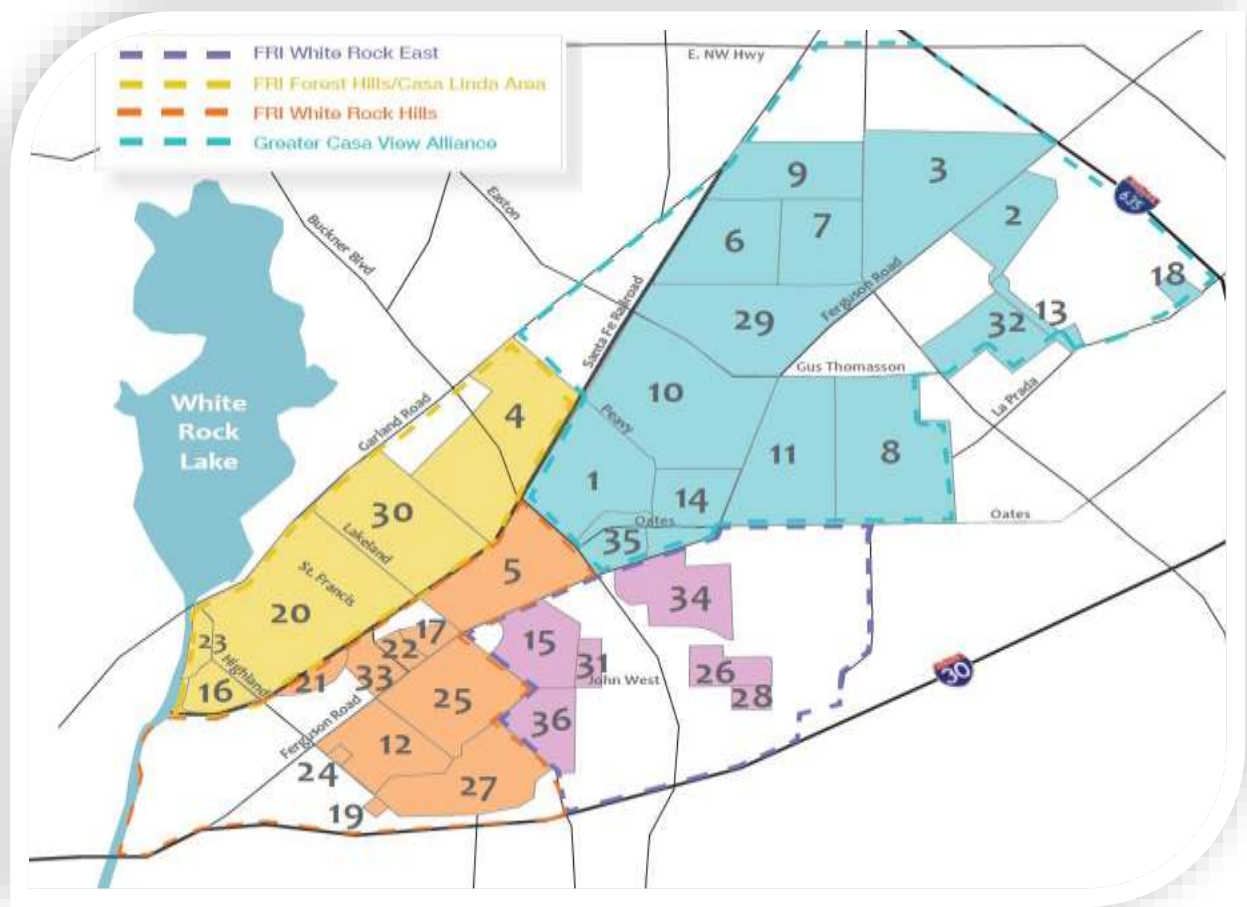 FRI White Rock East
FRI Forest Hills/Casa Linda Area
FRI White Rock Hills
Greater Casa View Alliance
E. NW Hwy
Easton
Buckner Blvd
Santa Fe Railroad
Ferguson Road
635
9
3
2
7
6
18
13
32
29
Gus Thomasson
La Prada
White
Rock
Lake
Garland Road
4
10
Peavy
11
8
1
14
30
Lakeland
Oates
Oates
35
5
St. Francis
20
34
23
17
22
15
31
John West
26
30
Highland
16
21
33
25
28
36
Ferguson Road
12
24
27
19